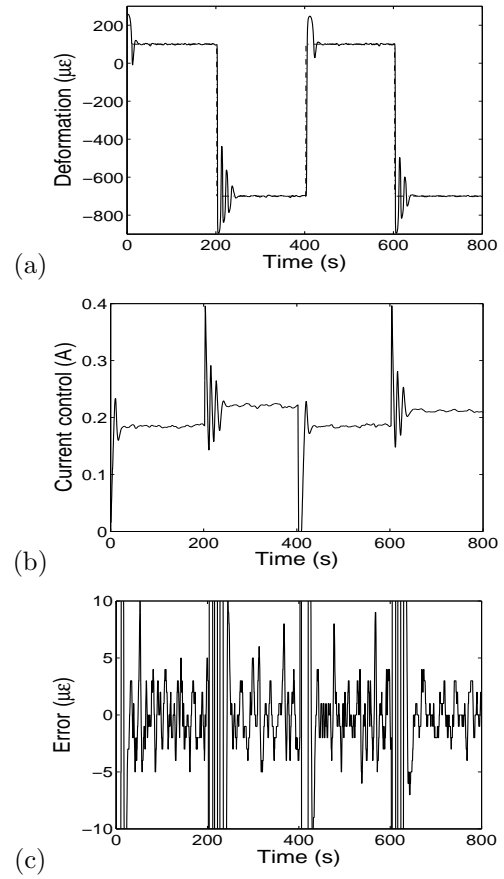 200
0
−200
−400
−600
−800
Deformation (με)
0 200 400 600 800
Time (s)
(a)
0.4
0.3
0.2
0.1
0
Current control (A)
0 200 400 600 800
Time (s)
(b)
10
5
0
−5
−10
Error (με)
0 200 400 600 800
Time (s)
(c)